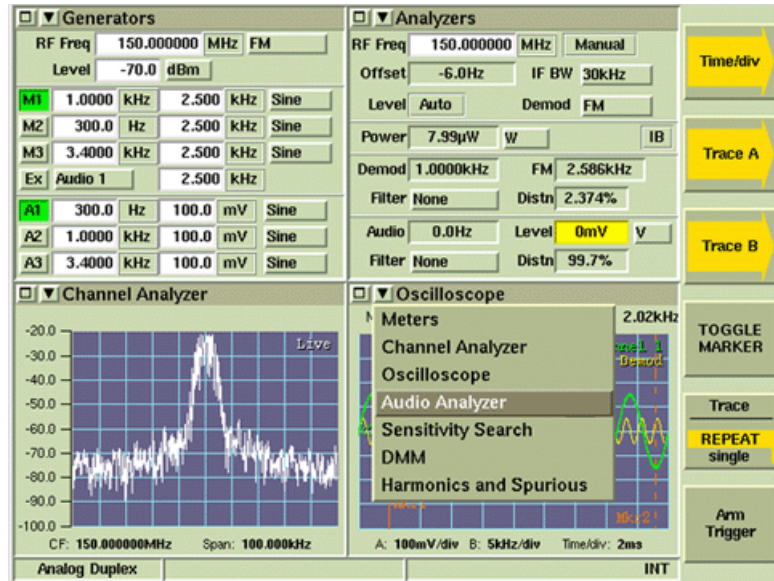 Generators
RF Freq 150.000000 MHz FM
Level -70.0 dBm
M1 1.0000 kHz 2.500 kHz Sine
M2 300.0 Hz 2.500 kHz Sine
M3 3.4000 kHz 2.500 kHz Sine
Ex Audio 1 2.500 kHz
A1 300.0 Hz 100.0 mV Sine
A2 1.0000 kHz 100.0 mV Sine
A3 3.4000 kHz 100.0 mV Sine
Analyzers
RF Freq 150.000000 MHz Manual
Offset -6.0Hz IF BW 30kHz
Level Auto Demod FM
Power 7.99µW W IB
Demod 1.0000kHz FM 2.586kHz
Filter None Distn 2.374%
Audio 0.0Hz Level 0mV V
Filter None Distn 99.7%
Channel Analyzer
Live
-20.0
-30.0
-40.0
-50.0
-60.0
-70.0
-80.0
-90.0
-100.0
CF: 150.000000MHz Span: 100.000kHz
Oscilloscope
2.02kHz
Meters
Channel Analyzer
Oscilloscope
Audio Analyzer
Sensitivity Search
DMM
Harmonics and Spurious
Demod
Mkr2
A: 100mV/div B: 5kHz/div Time/div: 2ms
Time/div
Trace A
Trace B
TOGGLE
MARKER
Trace
REPEAT
single
Arm
Trigger
Analog Duplex
INT